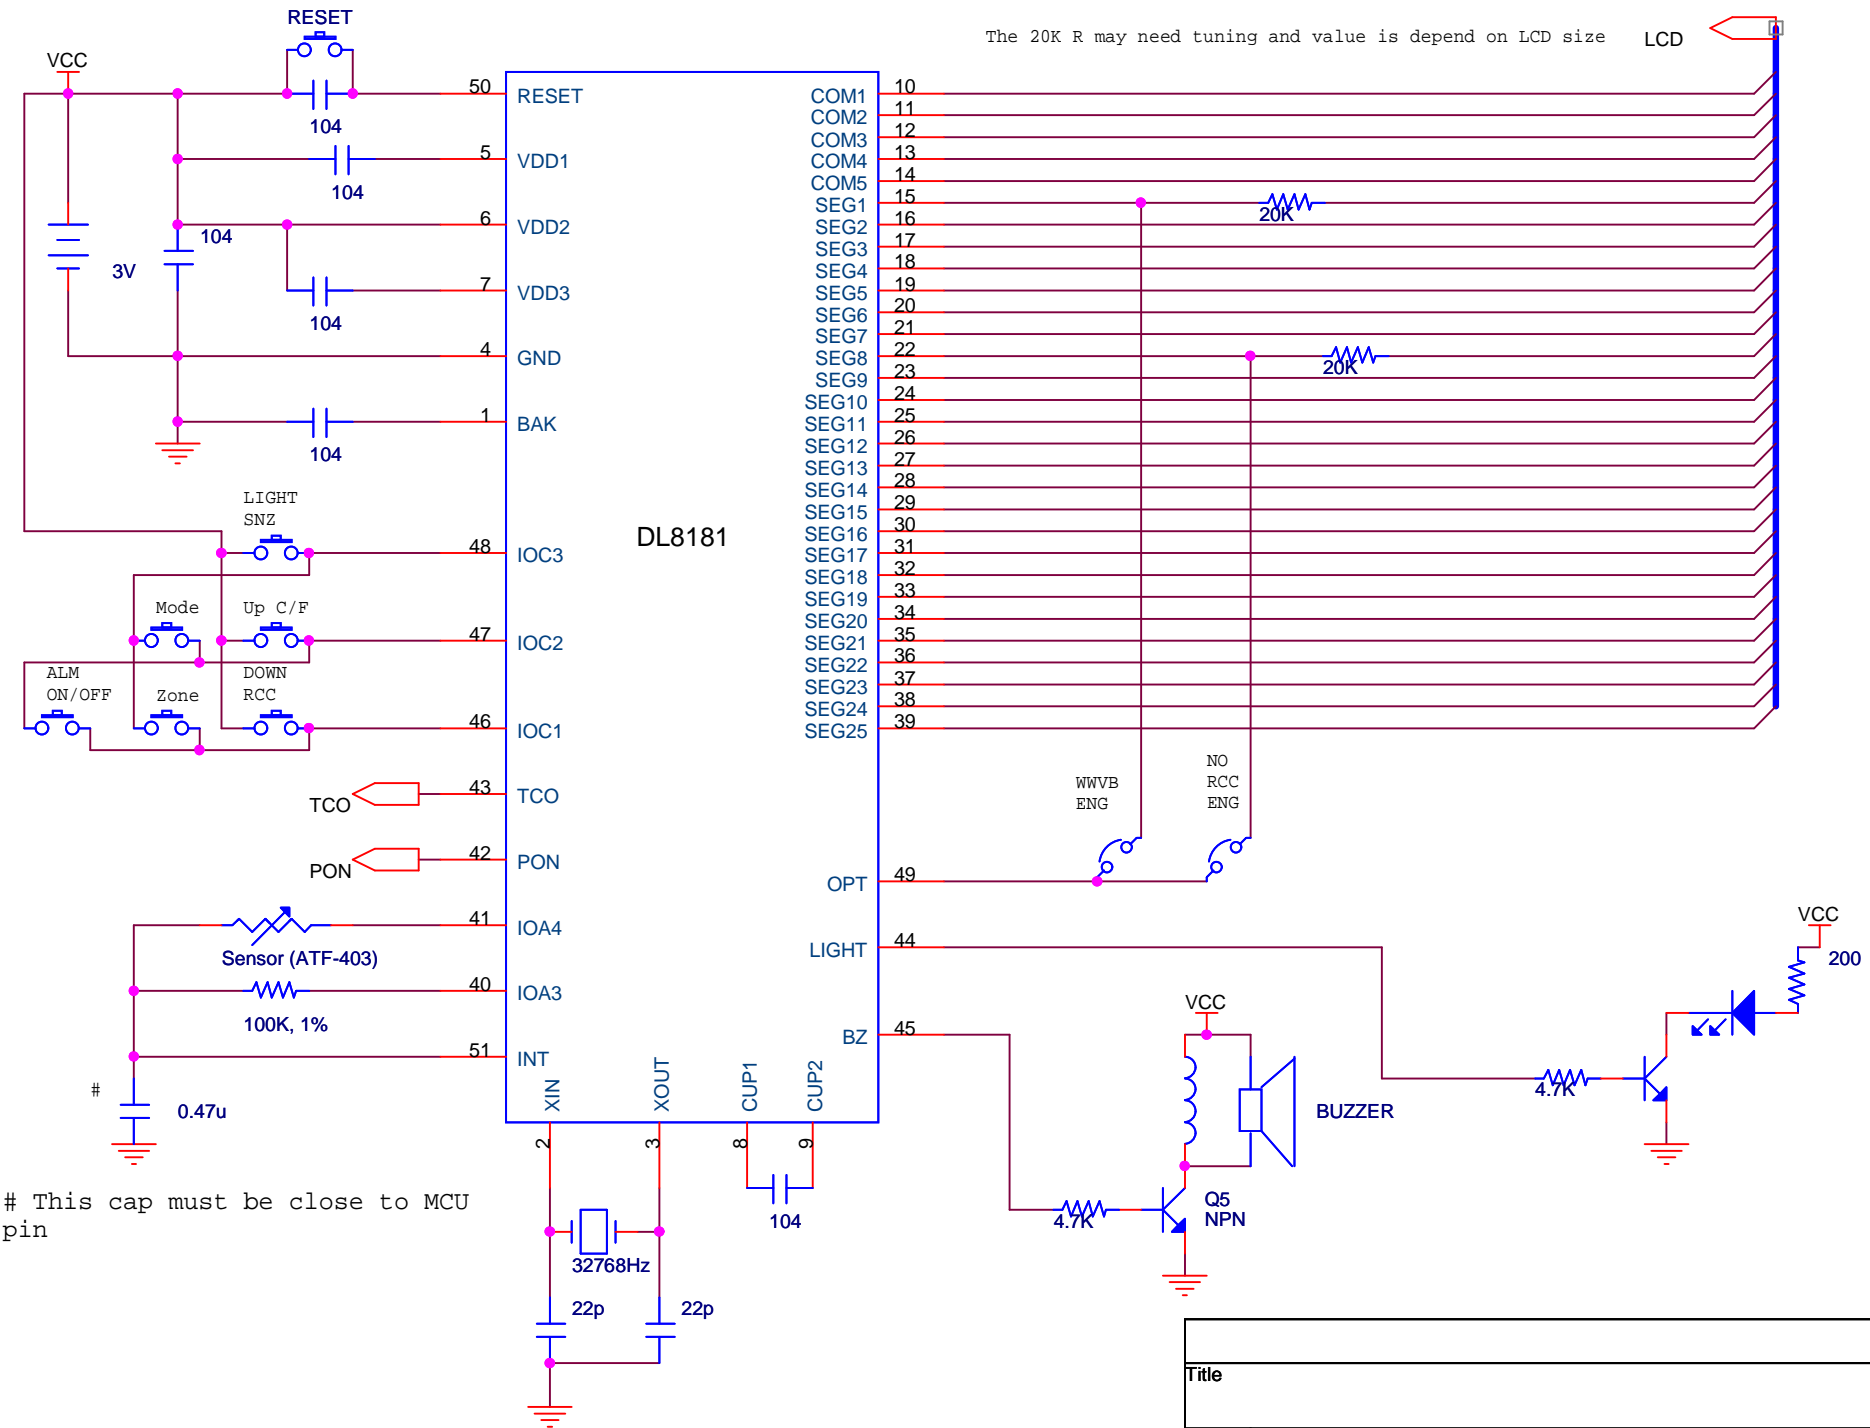 RESET
The 20K R may need tuning and value is depend on LCD size
LCD
VCC
50 RESET
104
5 VDD1
104
6 VDD2
104
3V
7 VDD3
104
4 GND
1 BAK
104
LIGHT
SNZ
48 IOC3
Mode
Up C/F
47 IOC2
ALM
ON/OFF
Zone
DOWN
RCC
46 IOC1
TCO
43 TCO
PON
42 PON
41 IOA4
Sensor (ATF-403)
40 IOA3
100K, 1%
51 INT
#
0.47u
# This cap must be close to MCU
pin
DL8181
COM1 10
COM2 11
COM3 12
COM4 13
COM5 14
SEG1 15
20K
SEG2 16
SEG3 17
SEG4 18
SEG5 19
SEG6 20
SEG7 21
SEG8 22
20K
SEG9 23
SEG10 24
SEG11 25
SEG12 26
SEG13 27
SEG14 28
SEG15 29
SEG16 30
SEG17 31
SEG18 32
SEG19 33
SEG20 34
SEG21 35
SEG22 36
SEG23 37
SEG24 38
SEG25 39
WWVB
ENG
NO
RCC
ENG
OPT 49
LIGHT 44
BZ 45
VCC
200
4.7K
VCC
BUZZER
4.7K
Q5
NPN
XIN
XOUT
CUP1
CUP2
2
3
8
9
104
32768Hz
22p
22p
Title